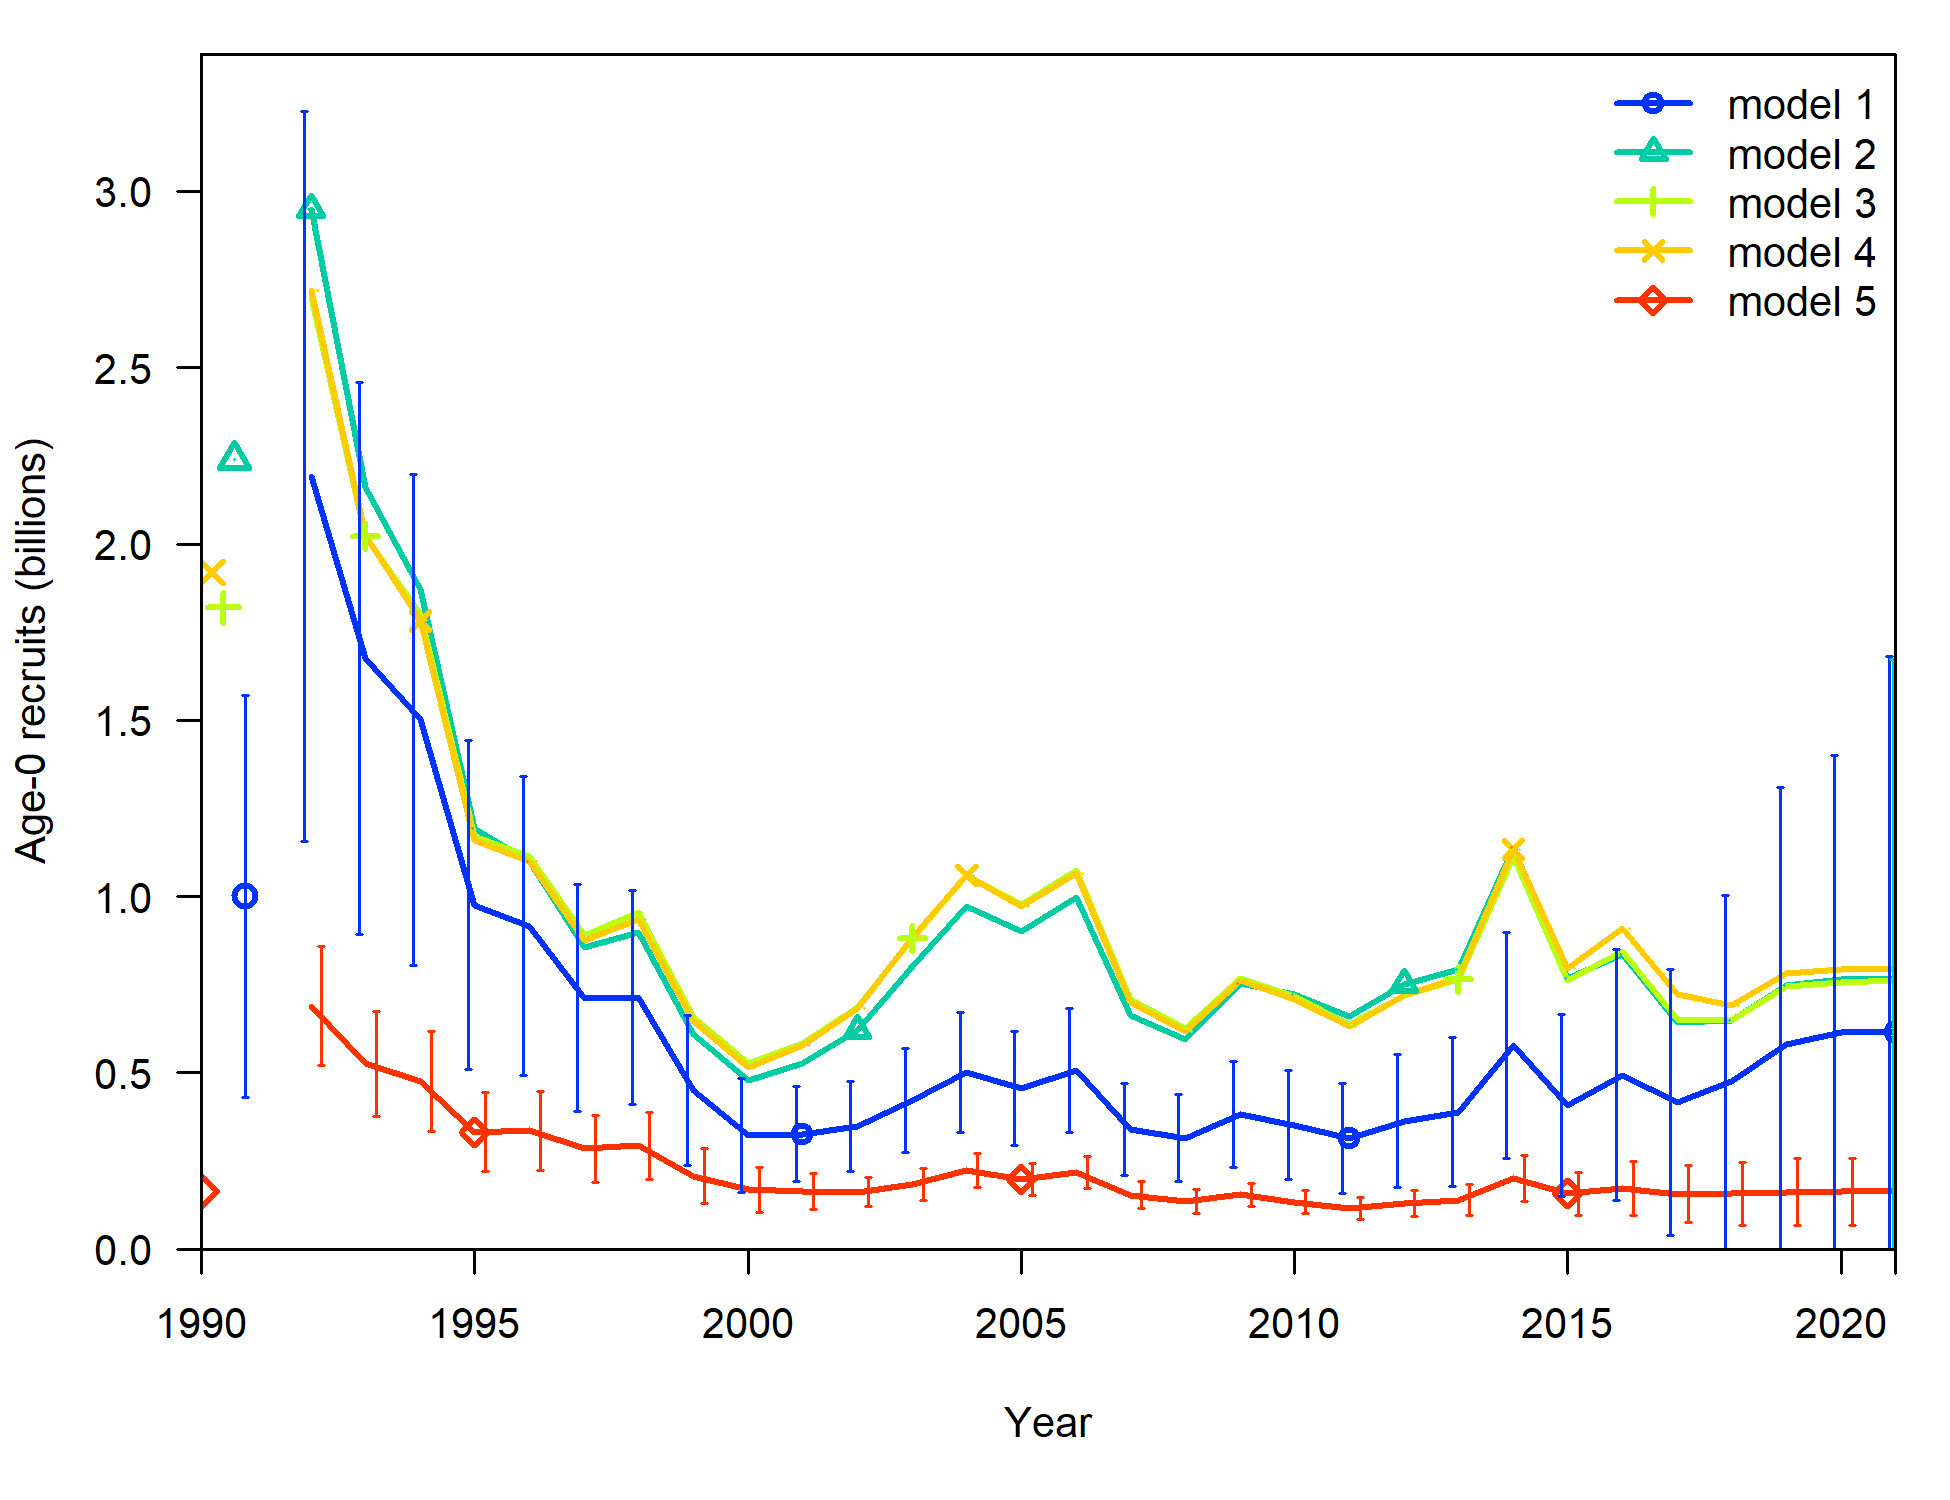 model 1
model 2
model 3
model 4
model 5
Age-0 recruits (billions)
3.0
2.5
2.0
1.5
1.0
0.5
0.0
1990 1995 2000 2005 2010 2015 2020
Year